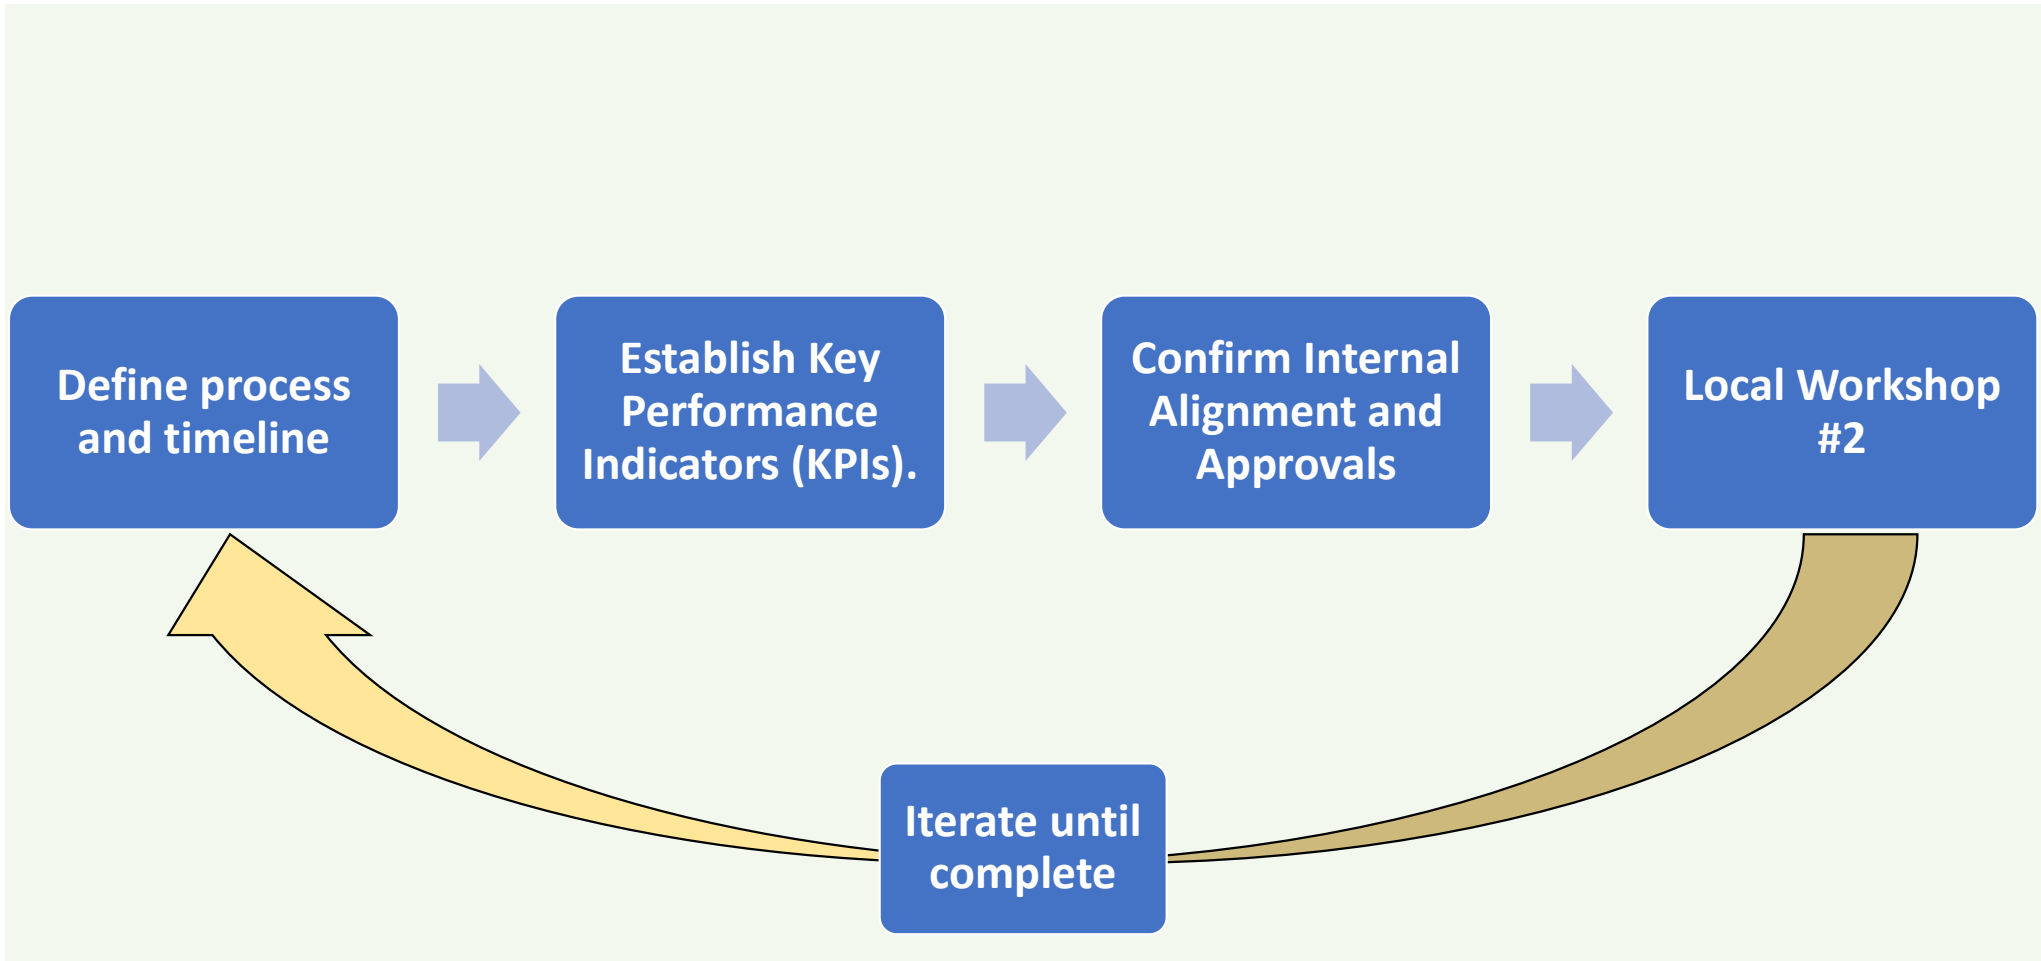 Define process
and timeline
Establish Key
Performance
Indicators (KPIs).
Confirm Internal
Alignment and
Approvals
Local Workshop
#2
Iterate until
complete